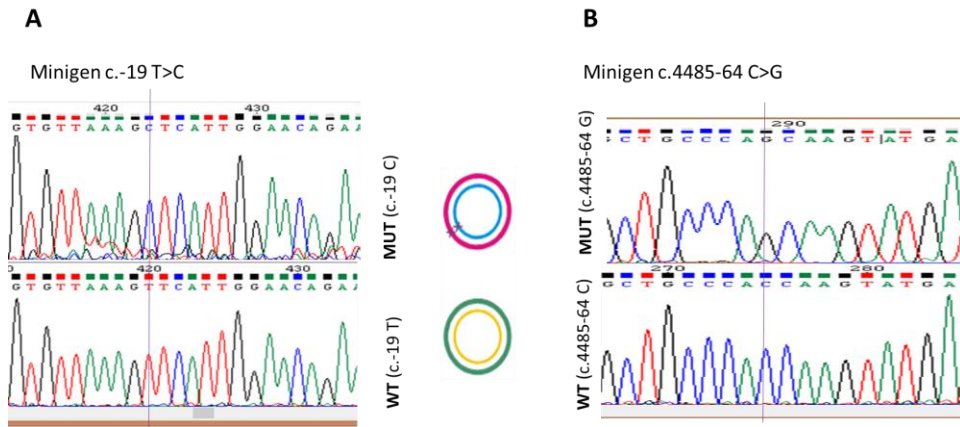 A
B
Minigen c.-19 T>C
Minigen c.4485-64 C>G
420 430
G T G T T A A A G C T C A T T G G A A C A G A A
MUT (c.-19 C)
0 420 430
G T G T T A A A G T T C A T T G G A A C A G A A
WT (c.-19 T)
290
C T G C C C A G C A A G T A T G A
MUT (c.4485-64 G)
270 280
G C T G C C C A C C A A G T A T G A
WT (c.4485-64 C)